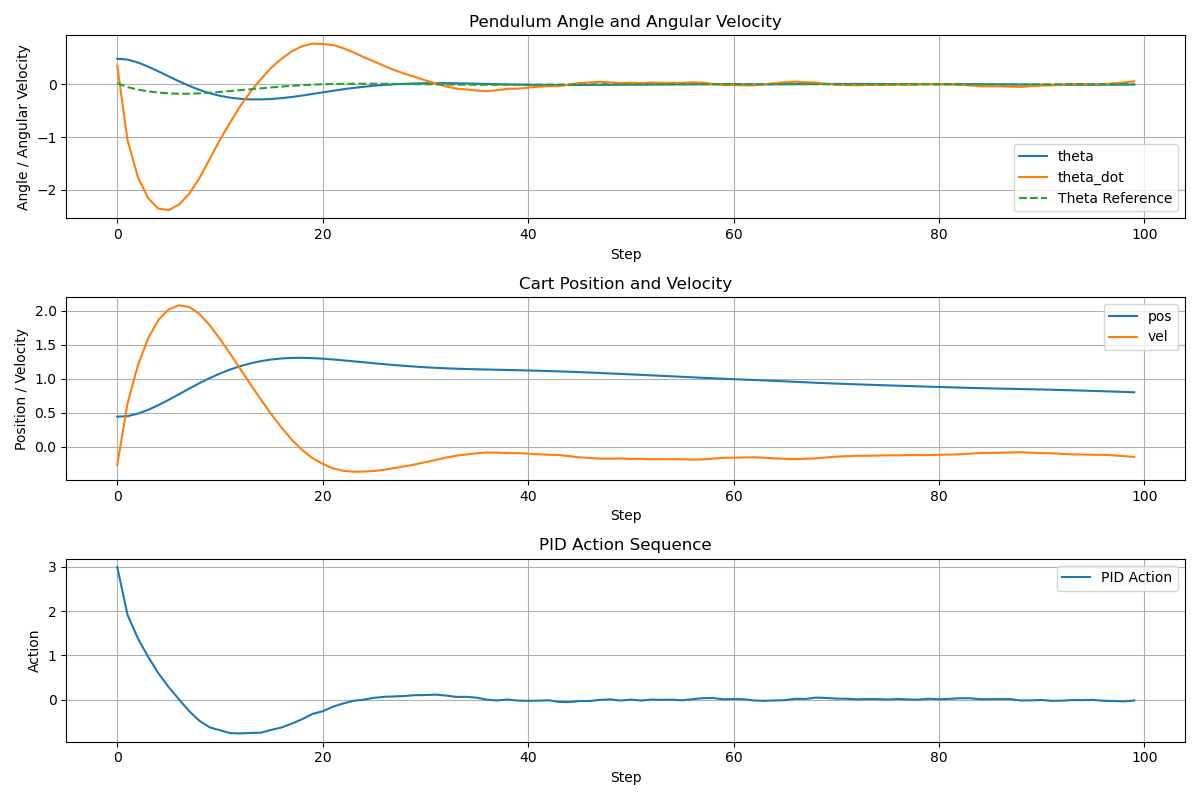 Pendulum Angle and Angular Velocity
Angle / Angular Velocity
0
−1
−2
theta
theta_dot
Theta Reference
0 20 40 60 80 100
Step
Cart Position and Velocity
Position / Velocity
2.0
1.5
1.0
0.5
0.0
pos
vel
0 20 40 60 80 100
Step
PID Action Sequence
Action
3
2
1
0
PID Action
0 20 40 60 80 100
Step